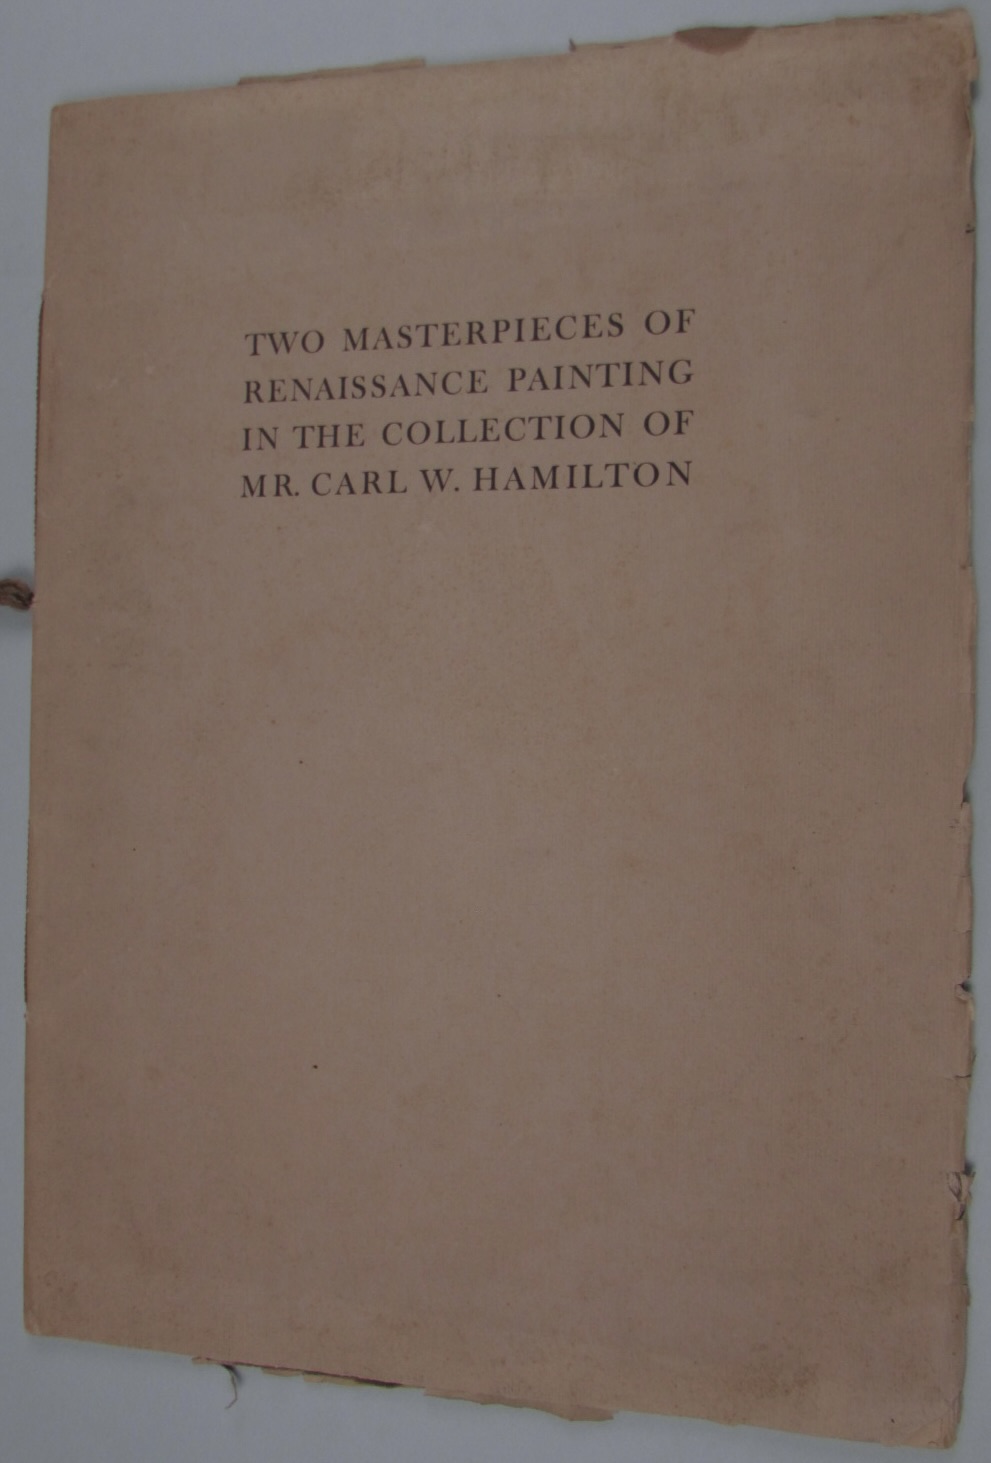 TWO MASTERPIECES OF
RENAISSANCE PAINTING
IN THE COLLECTION OF
MR. CARL W. HAMILTON